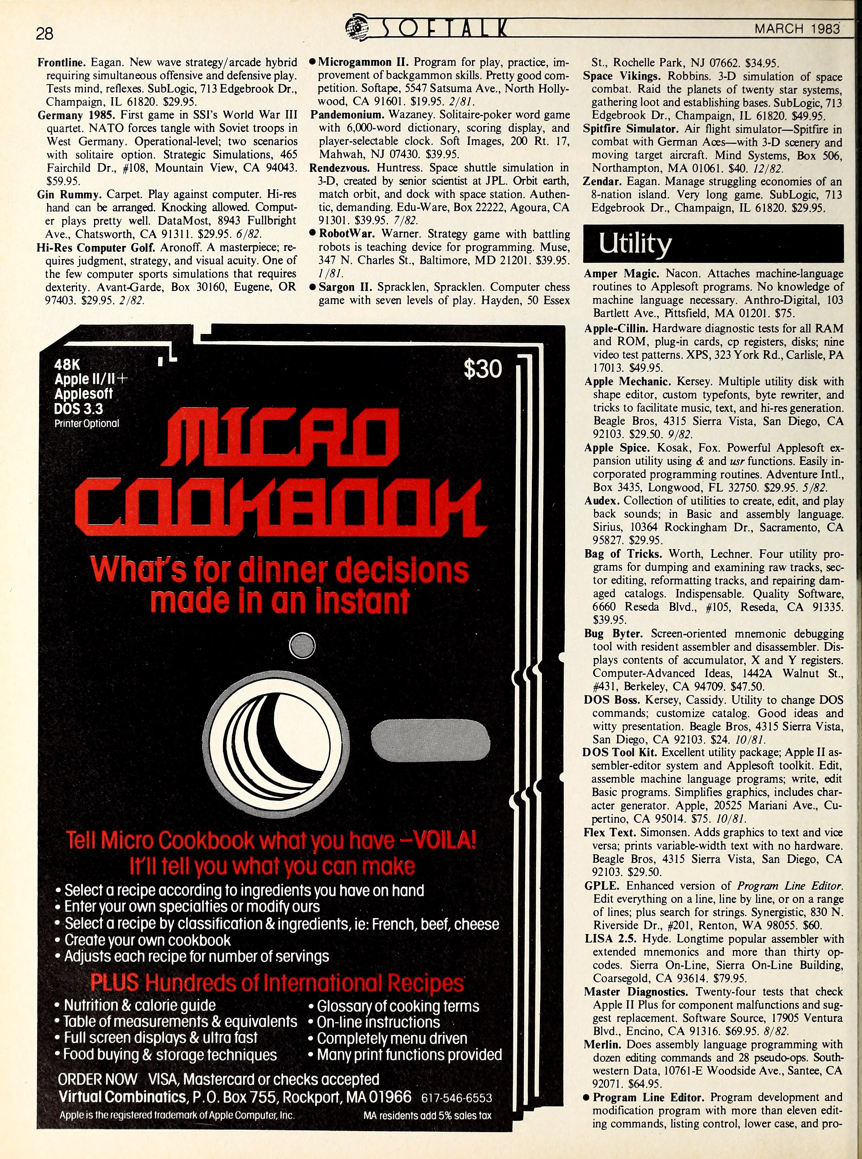 28
SOFTALK
MARCH 1983
Frontline. Eagan. New wave strategy/arcade hybrid
requiring simultaneous offensive and defensive play.
Tests mind, reflexes. SubLogic, 713 Edgebrook Dr.,
Champaign, IL 61820. $29.95.
Germany 1985. First game in SSI's World War III
quartet. NATO forces tangle with Soviet troops in
West Germany. Operational-level; two scenarios
with solitaire option. Strategic Simulations, 465
Fairchild Dr., #108, Mountain View, CA 94043.
$59.95.
Gin Rummy. Carpet. Play against computer. Hi-res
hand can be arranged. Knocking allowed. Comput-
er plays pretty well. DataMost, 8943 Fullbright
Ave., Chatsworth, CA 91311. $29.95. 6/82.
Hi-Res Computer Golf. Aronoff. A masterpiece; re-
quires judgment, strategy, and visual acuity. One of
the few computer sports simulations that requires
dexterity. Avant-Garde, Box 30160, Eugene, OR
97403. $29.95. 2/82.
● Microgammon II. Program for play, practice, im-
provement of backgammon skills. Pretty good com-
petition. Softape, 5547 Satsuma Ave., North Holly-
wood, CA 91601. $19.95. 2/81.
Pandemonium. Wazaney. Solitaire-poker word game
with 6,000-word dictionary, scoring display, and
player-selectable clock. Soft Images, 200 Rt. 17,
Mahwah, NJ 07430. $39.95.
Rendezvous. Huntress. Space shuttle simulation in
3-D, created by senior scientist at JPL. Orbit earth,
match orbit, and dock with space station. Authen-
tic, demanding. Edu-Ware, Box 22222, Agoura, CA
91301. $39.95. 7/82.
● RobotWar. Warner. Strategy game with battling
robots is teaching device for programming. Muse,
347 N. Charles St., Baltimore, MD 21201. $39.95.
1/81.
● Sargon II. Spracklen, Spracklen. Computer chess
game with seven levels of play. Hayden, 50 Essex
St., Rochelle Park, NJ 07662. $34.95.
Space Vikings. Robbins. 3-D simulation of space
combat. Raid the planets of twenty star systems,
gathering loot and establishing bases. SubLogic, 713
Edgebrook Dr., Champaign, IL 61820. $49.95.
Spitfire Simulator. Air flight simulator—Spitfire in
combat with German Aces—with 3-D scenery and
moving target aircraft. Mind Systems, Box 506,
Northampton, MA 01061. $40. 12/82.
Zendar. Eagan. Manage struggling economies of an
8-nation island. Very long game. SubLogic, 713
Edgebrook Dr., Champaign, IL 61820. $29.95.
Utility
Amper Magic. Nacon. Attaches machine-language
routines to Applesoft programs. No knowledge of
machine language necessary. Anthro-Digital, 103
Bartlett Ave., Pittsfield, MA 01201. $75.
Apple-Cillin. Hardware diagnostic tests for all RAM
and ROM, plug-in cards, cp registers, disks; nine
video test patterns. XPS, 323 York Rd., Carlisle, PA
17013. $49.95.
Apple Mechanic. Kersey. Multiple utility disk with
shape editor, custom typefonts, byte rewriter, and
tricks to facilitate music, text, and hi-res generation.
Beagle Bros, 4315 Sierra Vista, San Diego, CA
92103. $29.50. 9/82.
Apple Spice. Kosak, Fox. Powerful Applesoft ex-
pansion utility using & and usr functions. Easily in-
corporated programming routines. Adventure Intl.,
Box 3435, Longwood, FL 32750. $29.95. 5/82.
Audex. Collection of utilities to create, edit, and play
back sounds; in Basic and assembly language.
Sirius, 10364 Rockingham Dr., Sacramento, CA
95827. $29.95.
Bag of Tricks. Worth, Lechner. Four utility pro-
grams for dumping and examining raw tracks, sec-
tor editing, reformatting tracks, and repairing dam-
aged catalogs. Indispensable. Quality Software,
6660 Reseda Blvd., #105, Reseda, CA 91335.
$39.95.
Bug Byter. Screen-oriented mnemonic debugging
tool with resident assembler and disassembler. Dis-
plays contents of accumulator, X and Y registers.
Computer-Advanced Ideas, 1442A Walnut St.,
#431, Berkeley, CA 94709. $47.50.
DOS Boss. Kersey, Cassidy. Utility to change DOS
commands; customize catalog. Good ideas and
witty presentation. Beagle Bros, 4315 Sierra Vista,
San Diego, CA 92103. $24. 10/81.
DOS Tool Kit. Excellent utility package; Apple II as-
sembler-editor system and Applesoft toolkit. Edit,
assemble machine language programs; write, edit
Basic programs. Simplifies graphics, includes char-
acter generator. Apple, 20525 Mariani Ave., Cu-
pertino, CA 95014. $75. 10/81.
Flex Text. Simonsen. Adds graphics to text and vice
versa; prints variable-width text with no hardware.
Beagle Bros, 4315 Sierra Vista, San Diego, CA
92103. $29.50.
GPLE. Enhanced version of Program Line Editor.
Edit everything on a line, line by line, or on a range
of lines; plus search for strings. Synergistic, 830 N.
Riverside Dr., #201, Renton, WA 98055. $60.
LISA 2.5. Hyde. Longtime popular assembler with
extended mnemonics and more than thirty op-
codes. Sierra On-Line, Sierra On-Line Building,
Coarsegold, CA 93614. $79.95.
Master Diagnostics. Twenty-four tests that check
Apple II Plus for component malfunctions and sug-
gest replacement. Software Source, 17905 Ventura
Blvd., Encino, CA 91316. $69.95. 8/82.
Merlin. Does assembly language programming with
dozen editing commands and 28 pseudo-ops. South-
western Data, 10761-E Woodside Ave., Santee, CA
92071. $64.95.
● Program Line Editor. Program development and
modification program with more than eleven edit-
ing commands, listing control, lower case, and pro-
48K
Apple II/II+
Applesoft
DOS 3.3
Printer Optional
$30
MICRO
COOKBOOK
What's for dinner decisions
made in an instant
Tell Micro Cookbook what you have –VOILA!
It'll tell you what you can make
• Select a recipe according to ingredients you have on hand
• Enter your own specialties or modify ours
• Select a recipe by classification & ingredients, ie: French, beef, cheese
• Create your own cookbook
• Adjusts each recipe for number of servings
PLUS Hundreds of International Recipes
• Nutrition & calorie guide
• Table of measurements & equivalents
• Full screen displays & ultra fast
• Food buying & storage techniques
• Glossary of cooking terms
• On-line instructions
• Completely menu driven
• Many print functions provided
ORDER NOW VISA, Mastercard or checks accepted
Virtual Combinatics, P.O. Box 755, Rockport, MA 01966 617-546-6553
Apple is the registered trademark of Apple Computer, Inc. MA residents add 5% sales tax